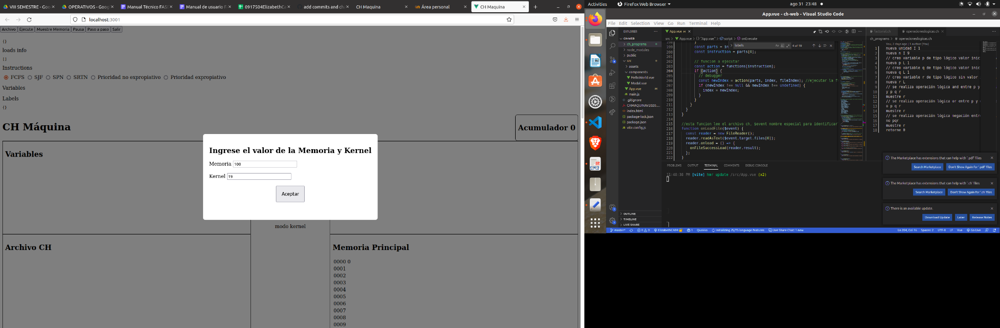 VIII SEMESTRE - Goo
OPERATIVOS - Goog
Manual Técnico FASE
Manual de usuario FA
0917504ElizabethCa
add commits and cha
CH Maquina
Área personal
CH Maquina
localhost:3001
Archivo Ejecute Muestre Memoria Pausa Paso a paso Salir
{}
loads info
[]
Instructions
FCFS SJF SPN SRTN Prioridad no expropiativo Prioridad expropiativo
Variables
Labels
{}
CH Máquina
Acumulador 0
Variables
Ingrese el valor de la Memoria y Kernel
Memoria 100
Kernel 19
Aceptar
modo kernel
Archivo CH
Memoria Principal
0000 0
0001
0002
0003
0004
0005
0006
0007
0008
0009
Activities
Firefox Web Browser
ago 31 23:48
App.vue - ch-web - Visual Studio Code
File Edit Selection View Go Run Terminal Help
EXPLORER
CH-WEB
ch_programs
node_modules
public
src
assets
components
HelloWorld.vue
Modal.vue
App.vue M
main.js
.gitignore
CHMAQUINAV2020....
index.html
package-lock.json
package.json
vite.config.js
OUTLINE
TIMELINE
LIVE SHARE
App.vue M
src > App.vue > {} "App.vue" > script > onExecute
labels
4 of 19
198 }
199 const parts = in
200 const instruction = parts[0];
201
202 // funcion a ejecutar
203 const action = functions[instruction];
204 if (action) {
205 // debugger
206 const newIndex = action(parts, index, fileIndex); //ejecutar la f
207 if (newIndex !== null && newIndex !== undefined) {
208 index = newIndex;
209 }
210 }
211 }
212 }
213 }
214
215 //esta funcion lee el archivo ch, $event nombre especial para identificar
216 function onLoadFile($event) {
217 const reader = new FileReader();
218 reader.readAsText($event.target.files[0]);
219 reader.onload = () => {
220 onFileSuccessLoad(reader.result);
221 };
222 }
factorial.ch
operacioneslogicas.ch
ch_programs > operacioneslogicas.ch
You, 2 days ago | 1 author (You)
1 nueva unidad I 1
2 nueva n I 9
3 // creo variable p de tipo lógico valor inic
4 nueva p L 1
5 // creo variable q de tipo lógico valor inic
6 nueva q L 1
7 // creo variable r de tipo lógico sin valor
8 nueva r L
9 // se realiza operación lógica and entre p y
10 y p q r
11 muestre r
12 // se realiza operación lógica or entre p y
13 o p q r
14 muestre r
15 // se realiza operación lógica negación entr
16 no pqr
17 muestre r
18 retorne 0
PROBLEMS OUTPUT TERMINAL COMMENTS DEBUG CONSOLE
11:48:38 PM [vite] hmr update /src/App.vue (x2)
The Marketplace has extensions that can help with '.pdf' files
Search Marketplace
Don't Show Again for '.pdf' files
The Marketplace has extensions that can help with '.ch' files
Search Marketplace
Don't Show Again for '.ch' files
There is an available update.
Download Update
Later
Release Notes
master*
0 0
ElizabethCA94
1
Quokka
Initializing JS/TS language features
Live Share Chat: 1 new
Ln 204, Col 16
Spaces: 2
UTF-8
LF
Vue
Go Live